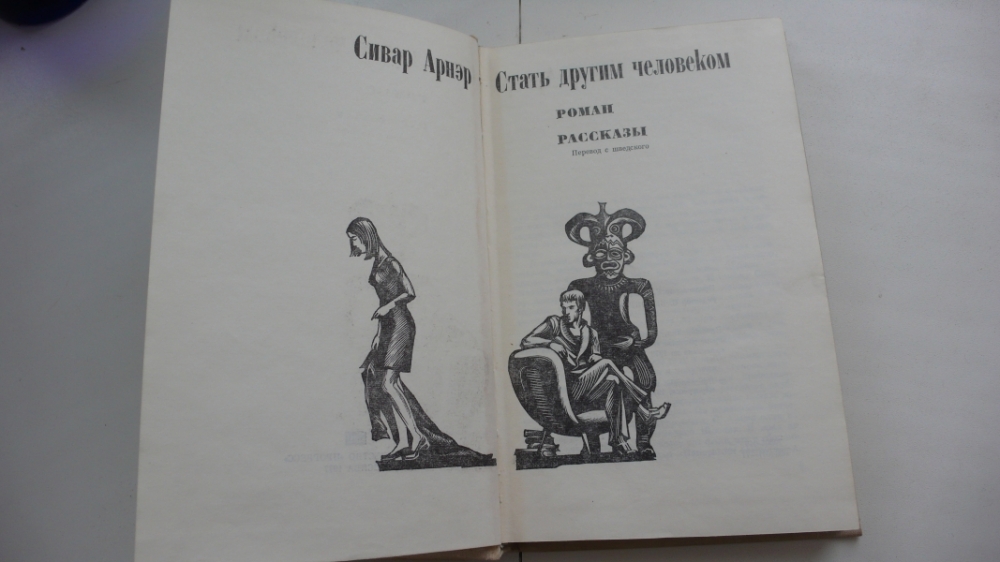 Сивар Арнэр
Стать другим человеком
РОМАН
РАССКАЗЫ
Перевод с шведского